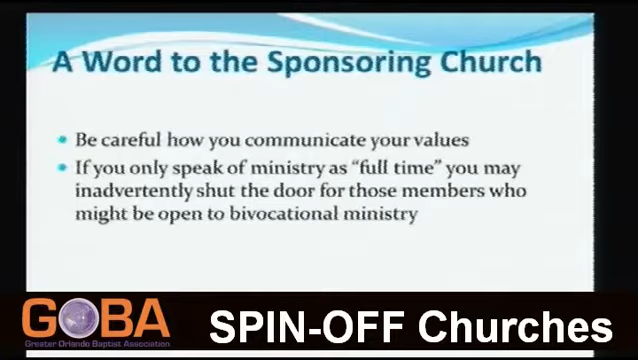 A Word to the Sponsoring Church
Be careful how you communicate your values
If you only speak of ministry as “full time” you may
inadvertently shut the door for those members who
might be open to bivocational ministry
GOBA
Greater Orlando Baptist Association
SPIN-OFF Churches